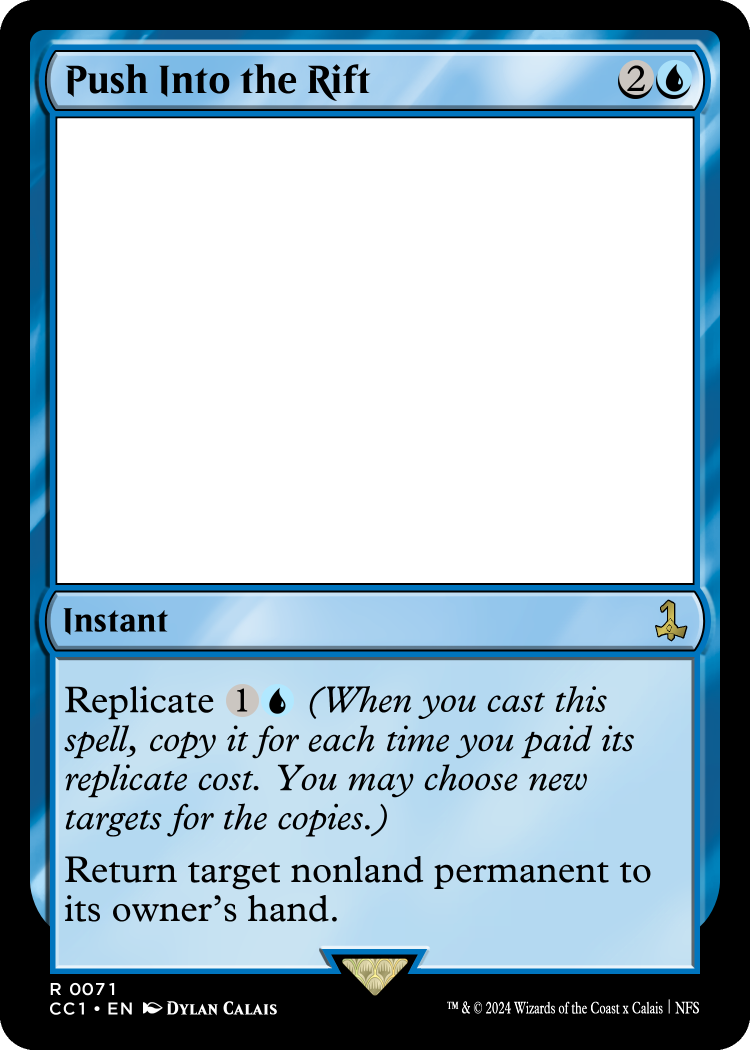 Push Into the Rift 2
Instant
Replicate 1 (When you cast this
spell, copy it for each time you paid its
replicate cost. You may choose new
targets for the copies.)
Return target nonland permanent to
its owner's hand.
R 0071
CC1 • EN Dylan Calais
™ & © 2024 Wizards of the Coast x Calais | NFS